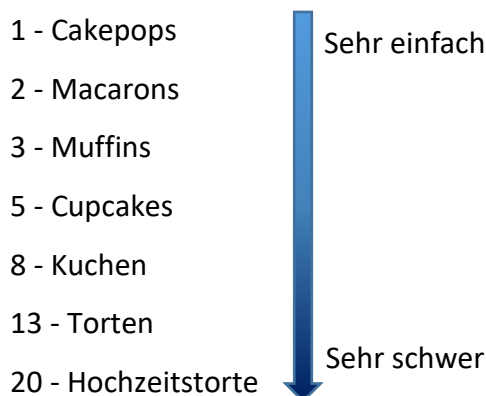 1 - Cakepops
Sehr einfach
2 - Macarons
3 - Muffins
5 - Cupcakes
8 - Kuchen
13 - Torten
Sehr schwer
20 - Hochzeitstorte